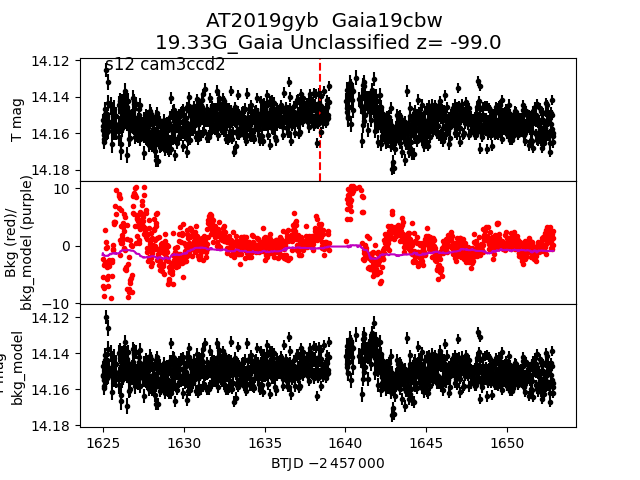 AT2019gyb Gaia19cbw
19.33G_Gaia Unclassified z= -99.0
s12 cam3ccd2
14.12
14.14
14.16
14.18
T mag
10
0
−10
Bkg (red)/
bkg_model (purple)
14.12
14.14
14.16
14.18
mag
bkg_model
1625
1630
1635
1640
1645
1650
BTJD −2 457 000